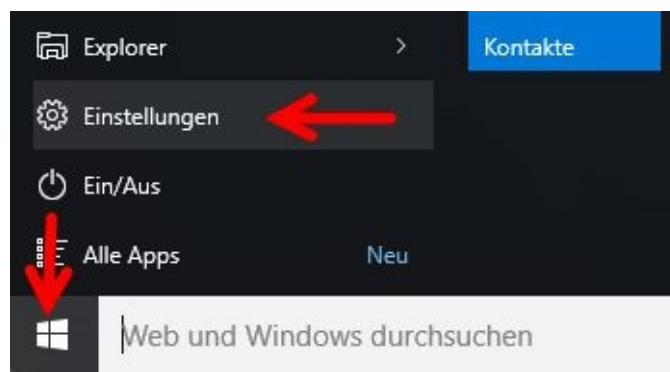 Explorer
Kontakte
Einstellungen
Ein/Aus
Alle Apps
Neu
Web und Windows durchsuchen